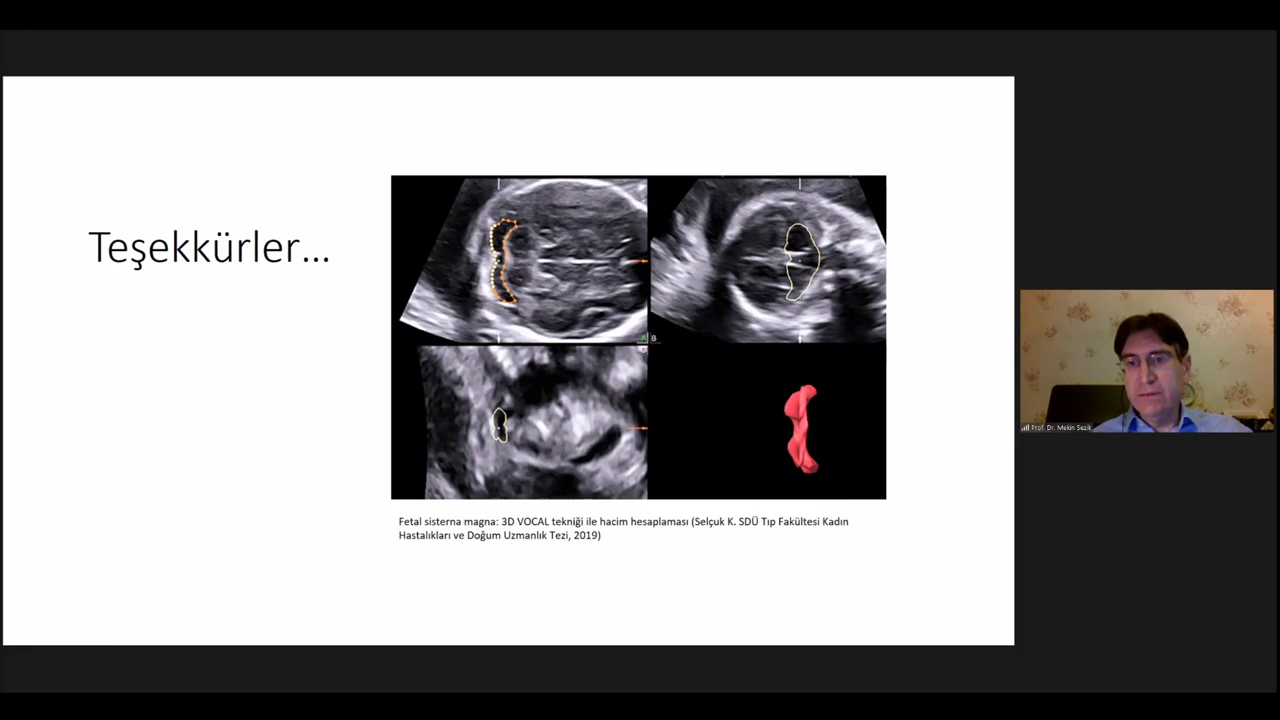 Teşekkürler...
A B
Fetal sisterna magna: 3D VOCAL tekniği ile hacim hesaplaması (Selçuk K. SDÜ Tıp Fakültesi Kadın
Hastalıkları ve Doğum Uzmanlık Tezi, 2019)
Prof. Dr. Mekin Sezik